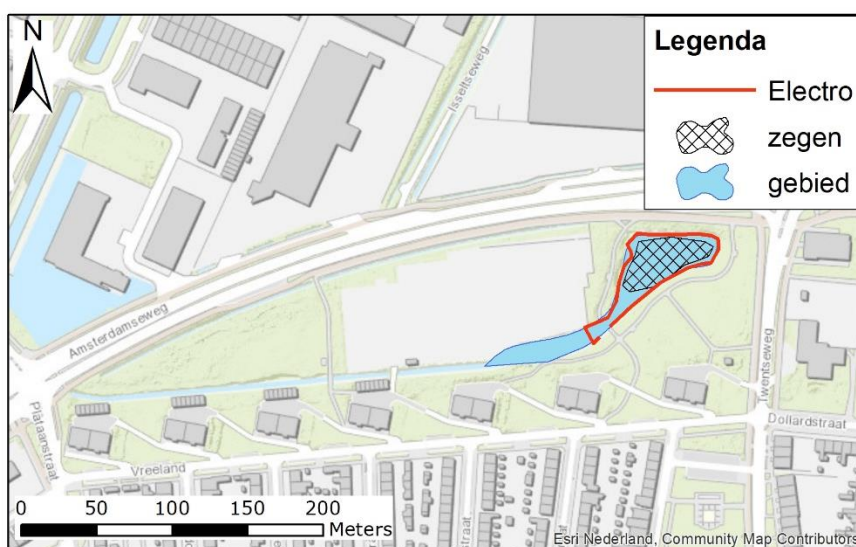 N
Legenda
Electro
zegen
gebied
Isseltseweg
Amsterdamseweg
Twentseweg
Plataanstraat
Dollardstraat
Vreeland
straat
straat
0 50 100 150 200
Meters
Esri Nederland, Community Map Contributors